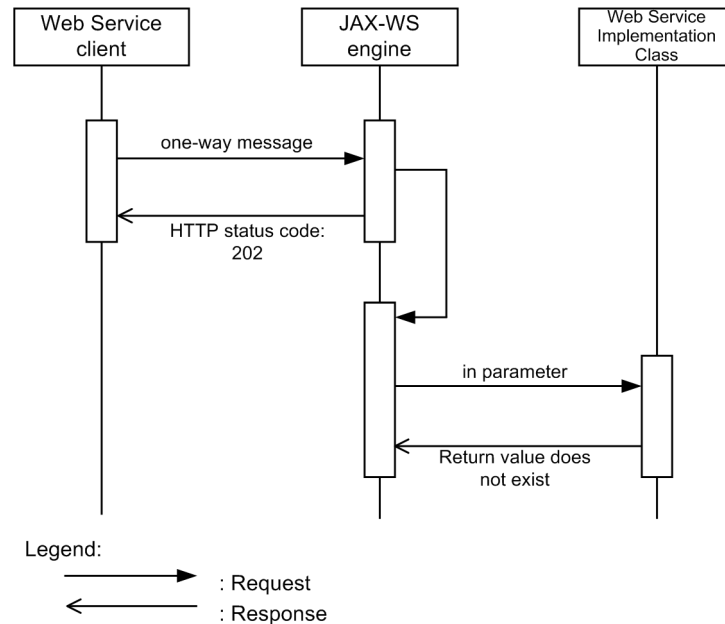 Web Service
client
JAX-WS
engine
Web Service
Implementation
Class
one-way message
HTTP status code:
202
in parameter
Return value does
not exist
Legend:
: Request
: Response